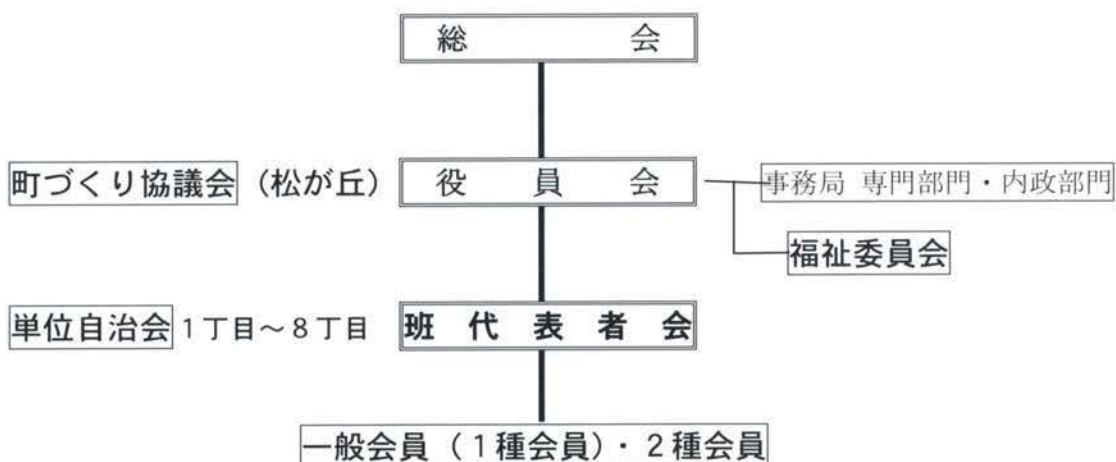 総　　　会
町づくり協議会（松が丘） 役　員　会 事務局 専門部門・内政部門
福祉委員会
単位自治会 1丁目～8丁目 班 代 表 者 会
一般会員（1種会員）・2種会員